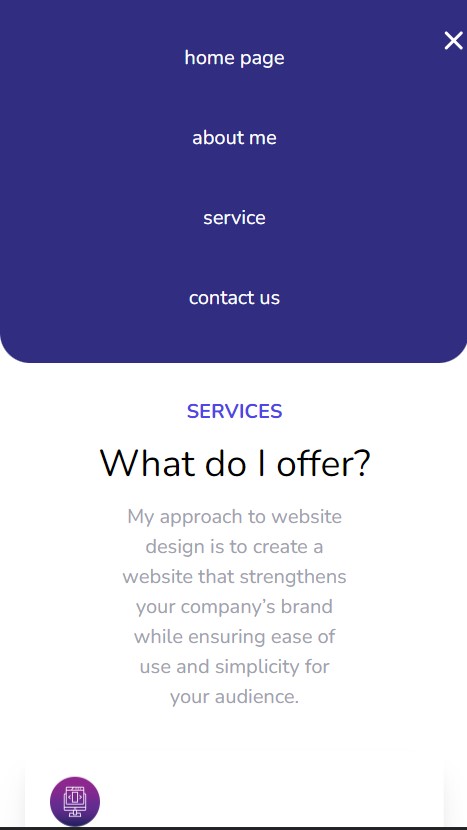 home page
about me
service
contact us
SERVICES
What do I offer?
My approach to website
design is to create a
website that strengthens
your company’s brand
while ensuring ease of
use and simplicity for
your audience.